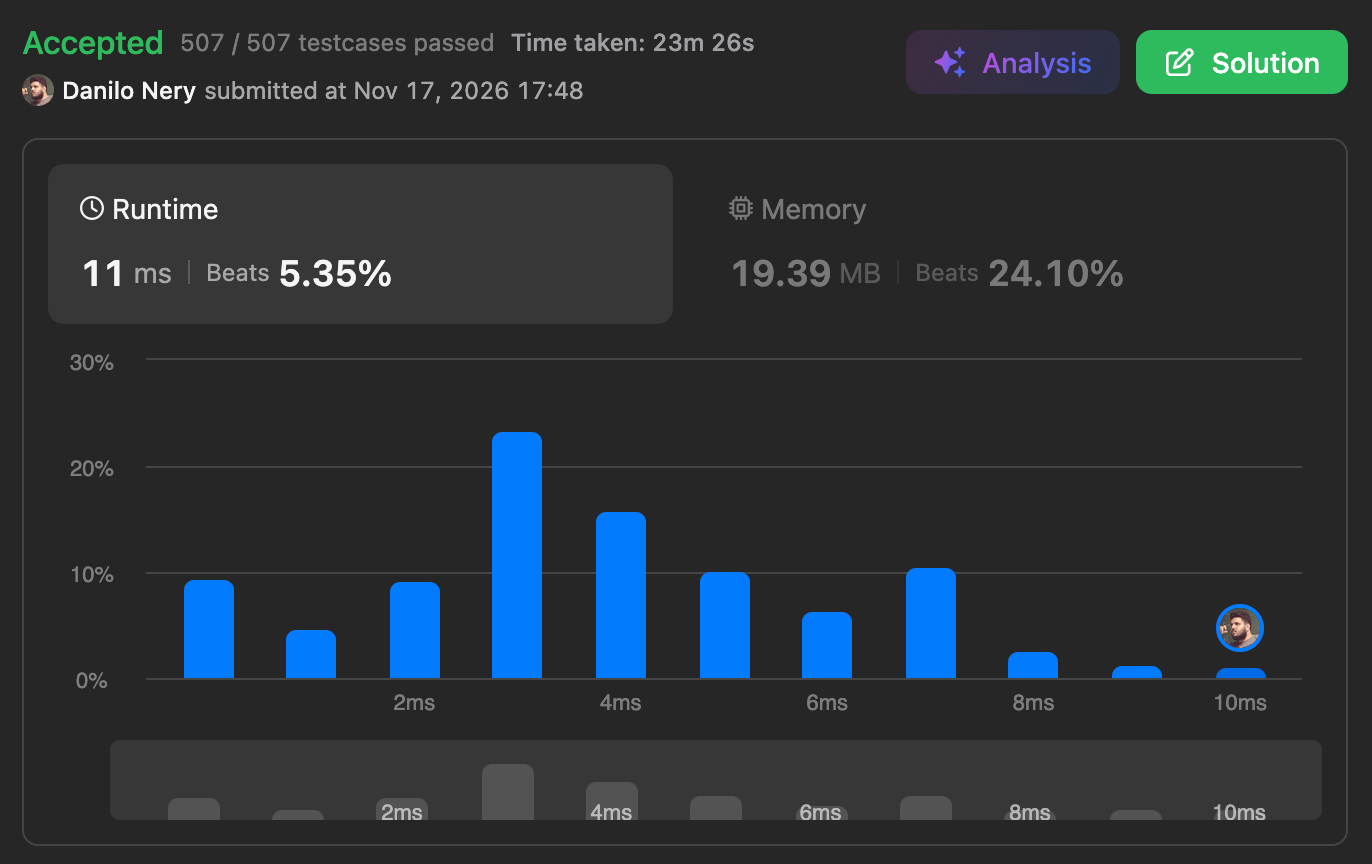 Accepted 507 / 507 testcases passed Time taken: 23m 26s
Danilo Nery submitted at Nov 17, 2026 17:48
Analysis
Solution
Runtime
11 ms | Beats 5.35%
Memory
19.39 MB | Beats 24.10%
30%
20%
10%
0%
2ms 4ms 6ms 8ms 10ms
2ms 4ms 6ms 8ms 10ms